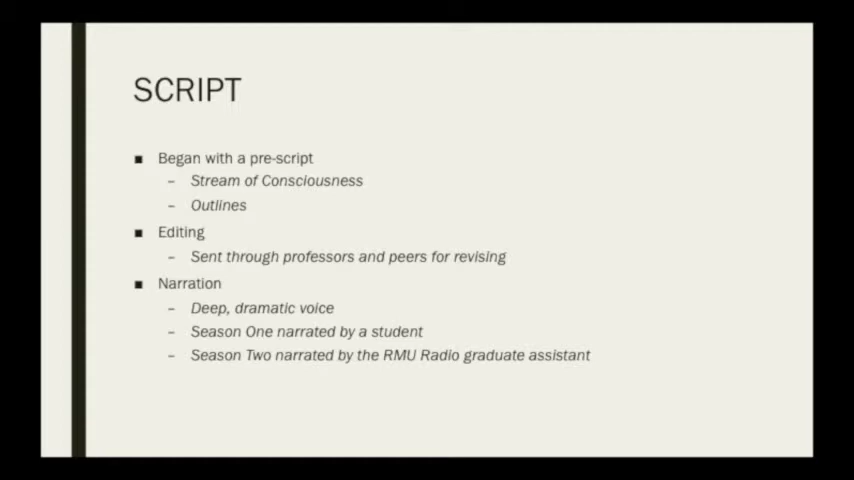 SCRIPT
■ Began with a pre-script
– Stream of Consciousness
– Outlines
■ Editing
– Sent through professors and peers for revising
■ Narration
– Deep, dramatic voice
– Season One narrated by a student
– Season Two narrated by the RMU Radio graduate assistant